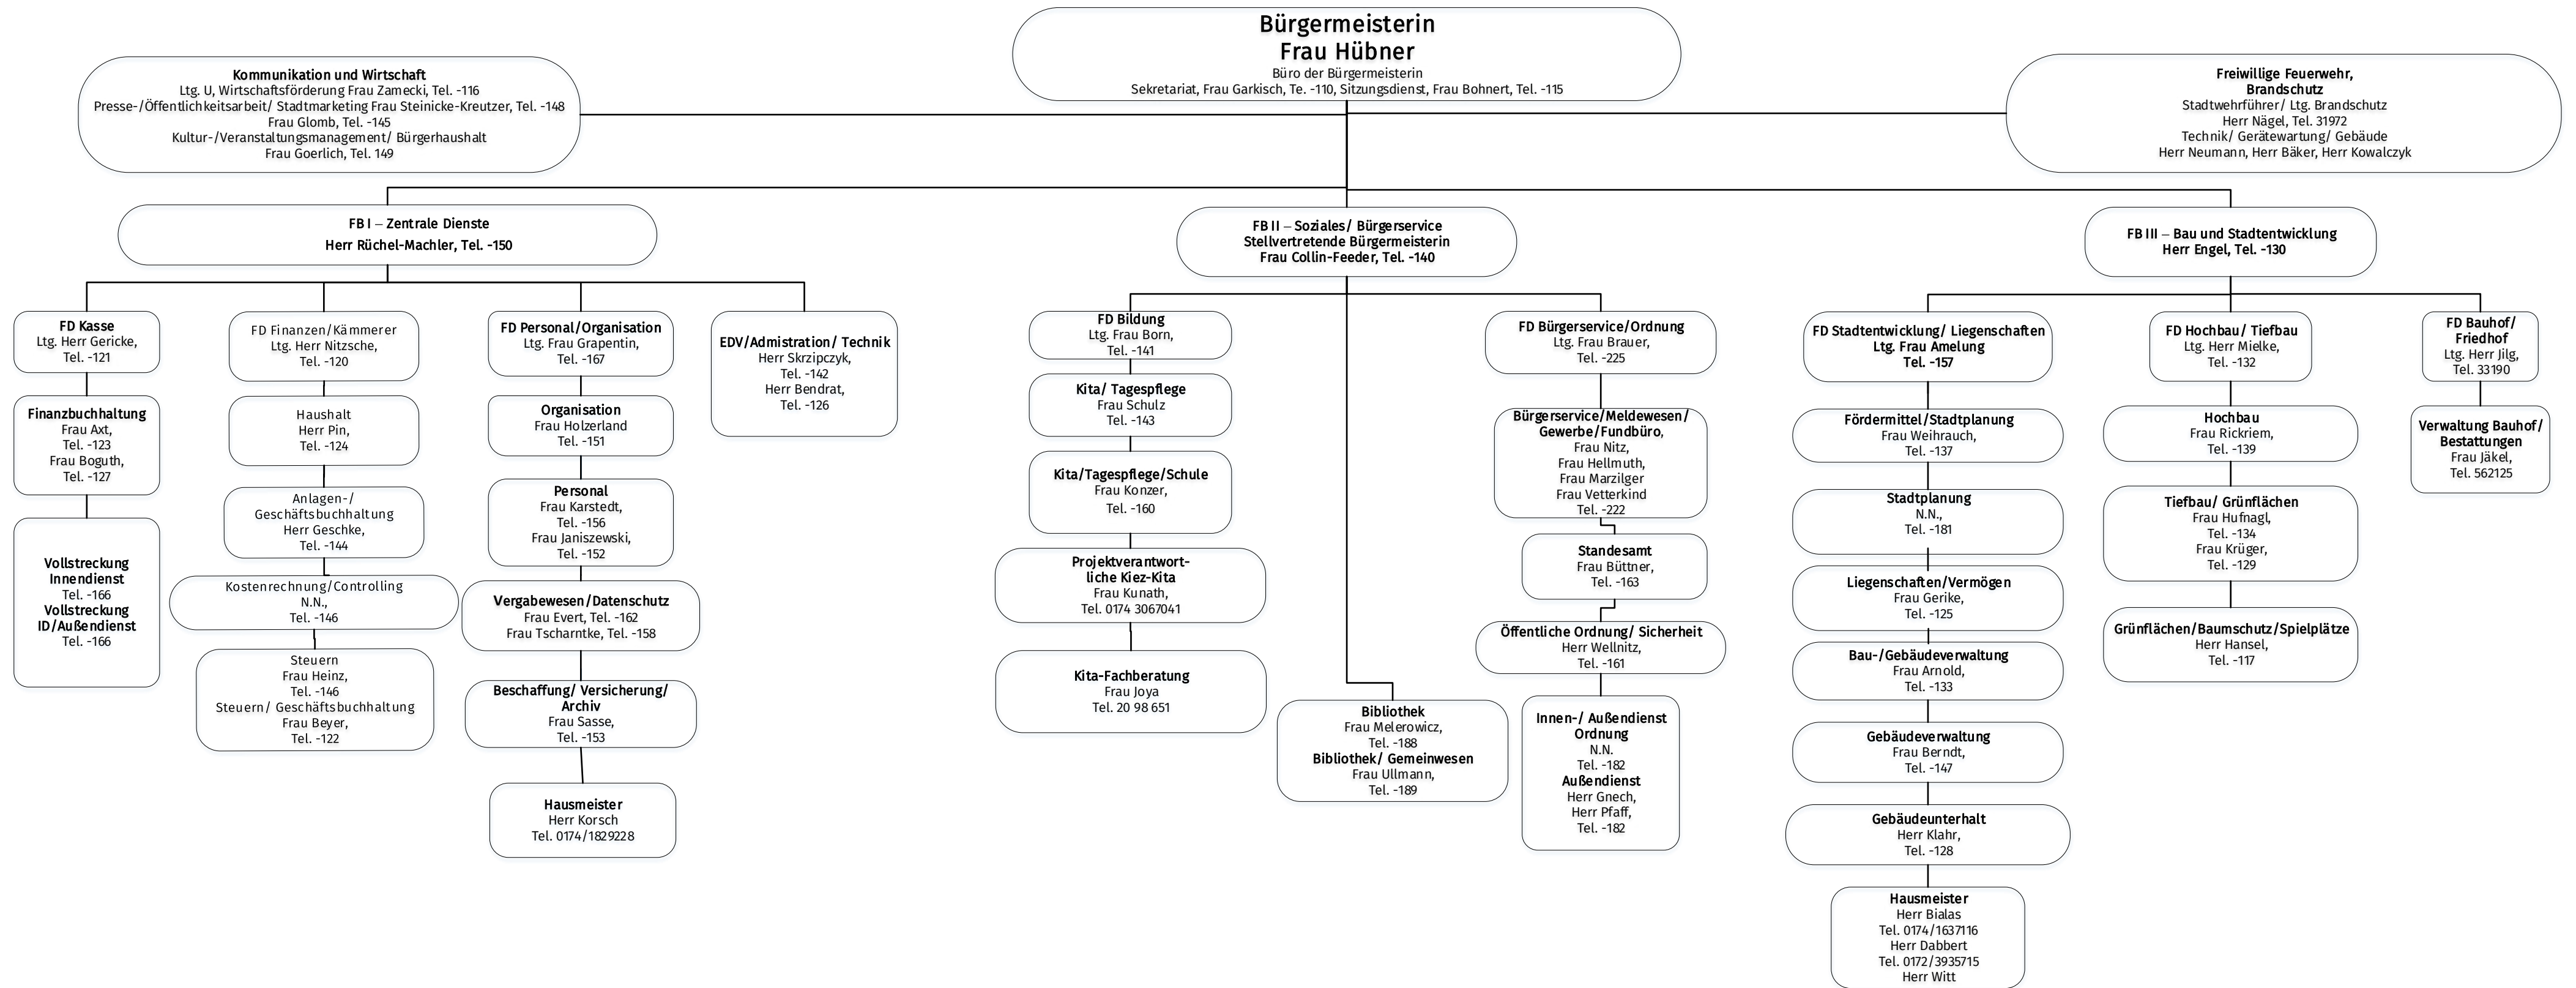 Bürgermeisterin
Frau Hübner
Büro der Bürgermeisterin
Sekretariat, Frau Garkisch, Te. -110, Sitzungsdienst, Frau Bohnert, Tel. -115
Kommunikation und Wirtschaft
Ltg. U, Wirtschaftsförderung Frau Zamecki, Tel. -116
Presse-/Öffentlichkeitsarbeit/ Stadtmarketing Frau Steinicke-Kreutzer, Tel. -148
Frau Glomb, Tel. -145
Kultur-/Veranstaltungsmanagement/ Bürgerhaushalt
Frau Goerlich, Tel. 149
Freiwillige Feuerwehr,
Brandschutz
Stadtwehrführer/ Ltg. Brandschutz
Herr Nägel, Tel. 31972
Technik/ Gerätewartung/ Gebäude
Herr Neumann, Herr Bäker, Herr Kowalczyk
FB I – Zentrale Dienste
Herr Rüchel-Machler, Tel. -150
FB II – Soziales/ Bürgerservice
Stellvertretende Bürgermeisterin
Frau Collin-Feeder, Tel. -140
FB III – Bau und Stadtentwicklung
Herr Engel, Tel. -130
FD Kasse
Ltg. Herr Gericke,
Tel. -121
Finanzbuchhaltung
Frau Axt,
Tel. -123
Frau Boguth,
Tel. -127
Vollstreckung
Innendienst
Tel. -166
Vollstreckung
ID/Außendienst
Tel. -166
FD Finanzen/Kämmerer
Ltg. Herr Nitzsche,
Tel. -120
Haushalt
Herr Pin,
Tel. -124
Anlagen-/
Geschäftsbuchhaltung
Herr Geschke,
Tel. -144
Kostenrechnung/Controlling
N.N.,
Tel. -146
Steuern
Frau Heinz,
Tel. -146
Steuern/ Geschäftsbuchhaltung
Frau Beyer,
Tel. -122
FD Personal/Organisation
Ltg. Frau Grapentin,
Tel. -167
Organisation
Frau Holzerland
Tel. -151
Personal
Frau Karstedt,
Tel. -156
Frau Janiszewski,
Tel. -152
Vergabewesen/Datenschutz
Frau Evert, Tel. -162
Frau Tscharntke, Tel. -158
Beschaffung/ Versicherung/
Archiv
Frau Sasse,
Tel. -153
Hausmeister
Herr Korsch
Tel. 0174/1829228
EDV/Admistration/ Technik
Herr Skrzipczyk,
Tel. -142
Herr Bendrat,
Tel. -126
FD Bildung
Ltg. Frau Born,
Tel. -141
Kita/ Tagespflege
Frau Schulz
Tel. -143
Kita/Tagespflege/Schule
Frau Konzer,
Tel. -160
Projektverantwort-
liche Kiez-Kita
Frau Kunath,
Tel. 0174 3067041
Kita-Fachberatung
Frau Joya
Tel. 20 98 651
Bibliothek
Frau Melerowicz,
Tel. -188
Bibliothek/ Gemeinwesen
Frau Ullmann,
Tel. -189
FD Bürgerservice/Ordnung
Ltg. Frau Brauer,
Tel. -225
Bürgerservice/Meldewesen/
Gewerbe/Fundbüro,
Frau Nitz,
Frau Hellmuth,
Frau Marzilger
Frau Vetterkind
Tel. -222
Standesamt
Frau Büttner,
Tel. -163
Öffentliche Ordnung/ Sicherheit
Herr Wellnitz,
Tel. -161
Innen-/ Außendienst
Ordnung
N.N.
Tel. -182
Außendienst
Herr Gnech,
Herr Pfaff,
Tel. -182
FD Stadtentwicklung/ Liegenschaften
Ltg. Frau Amelung
Tel. -157
Fördermittel/Stadtplanung
Frau Weihrauch,
Tel. -137
Stadtplanung
N.N.,
Tel. -181
Liegenschaften/Vermögen
Frau Gerike,
Tel. -125
Bau-/Gebäudeverwaltung
Frau Arnold,
Tel. -133
Gebäudeverwaltung
Frau Berndt,
Tel. -147
Gebäudeunterhalt
Herr Klahr,
Tel. -128
Hausmeister
Herr Bialas
Tel. 0174/1637116
Herr Dabbert
Tel. 0172/3935715
Herr Witt
FD Hochbau/ Tiefbau
Ltg. Herr Mielke,
Tel. -132
Hochbau
Frau Rickriem,
Tel. -139
Tiefbau/ Grünflächen
Frau Hufnagl,
Tel. -134
Frau Krüger,
Tel. -129
Grünflächen/Baumschutz/Spielplätze
Herr Hansel,
Tel. -117
FD Bauhof/
Friedhof
Ltg. Herr Jilg,
Tel. 33190
Verwaltung Bauhof/
Bestattungen
Frau Jäkel,
Tel. 562125